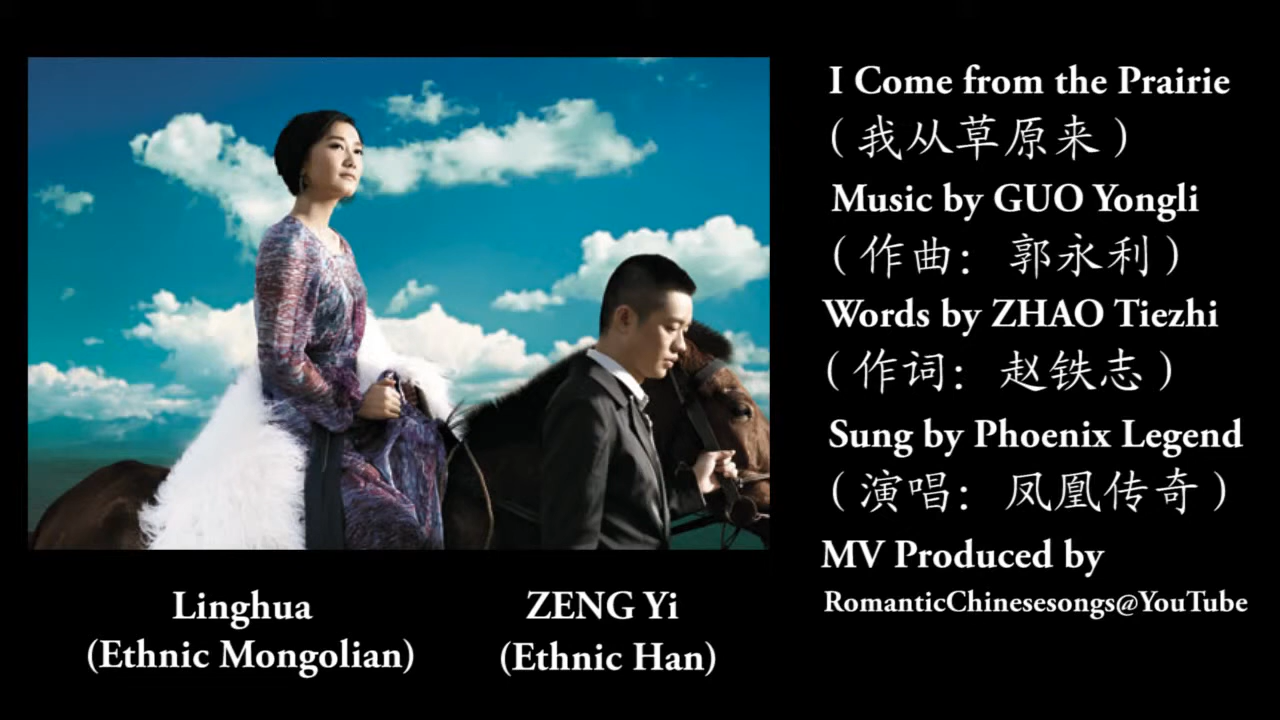 I Come from the Prairie
（我从草原来）
Music by GUO Yongli
（作曲： 郭永利）
Words by ZHAO Tiezhi
（作词： 赵铁志）
Sung by Phoenix Legend
（演唱： 凤凰传奇）
MV Produced by
RomanticChinesesongs@YouTube
Linghua
(Ethnic Mongolian)
ZENG Yi
(Ethnic Han)